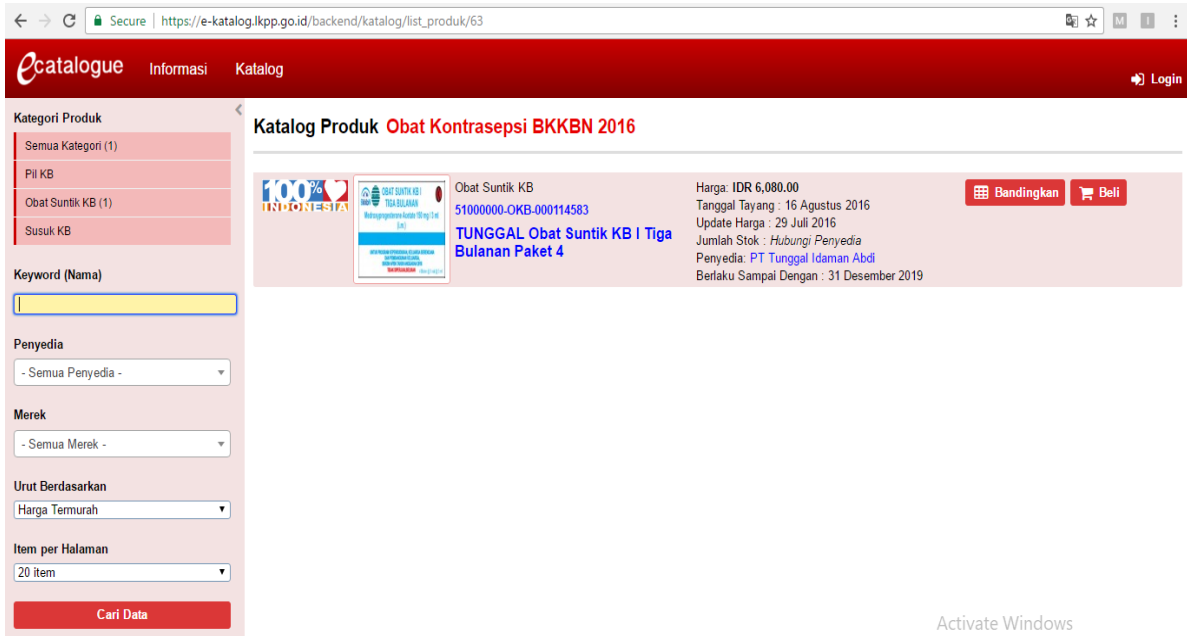 Secure | https://e-katalog.lkpp.go.id/backend/katalog/list_produk/63
M I
ecatalogue Informasi Katalog
Login
Kategori Produk
Semua Kategori (1)
Pil KB
Obat Suntik KB (1)
Susuk KB
Keyword (Nama)
Penyedia
- Semua Penyedia -
Merek
- Semua Merek -
Urut Berdasarkan
Harga Termurah
Item per Halaman
20 item
Cari Data
Katalog Produk Obat Kontrasepsi BKKBN 2016
100%
INDONESIA
OBAT SUNTIK KB I
TIGA BULANAN
Obat Suntik KB
51000000-OKB-000114583
TUNGGAL Obat Suntik KB I Tiga
Bulanan Paket 4
Harga: IDR 6,080.00
Tanggal Tayang : 16 Agustus 2016
Update Harga : 29 Juli 2016
Jumlah Stok : Hubungi Penyedia
Penyedia: PT Tunggal Idaman Abdi
Berlaku Sampai Dengan : 31 Desember 2019
Bandingkan
Beli
Activate Windows